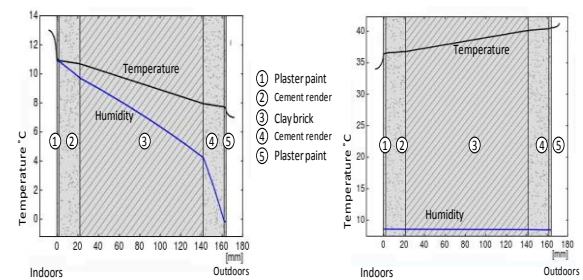 14
12
10
8
6
4
2
0
Temperature ˚C
Temperature
Humidity
① ② ③ ④ ⑤
0 20 40 60 80 100 120 140 160 180
[mm]
Indoors
Outdoors
① Plaster paint
② Cement render
③ Clay brick
④ Cement render
⑤ Plaster paint
40
35
30
25
20
15
10
Temperature ˚C
Temperature
① ② ③ ④ ⑤
Humidity
0 20 40 60 80 100 120 140 160 180
[mm]
Indoors
Outdoors